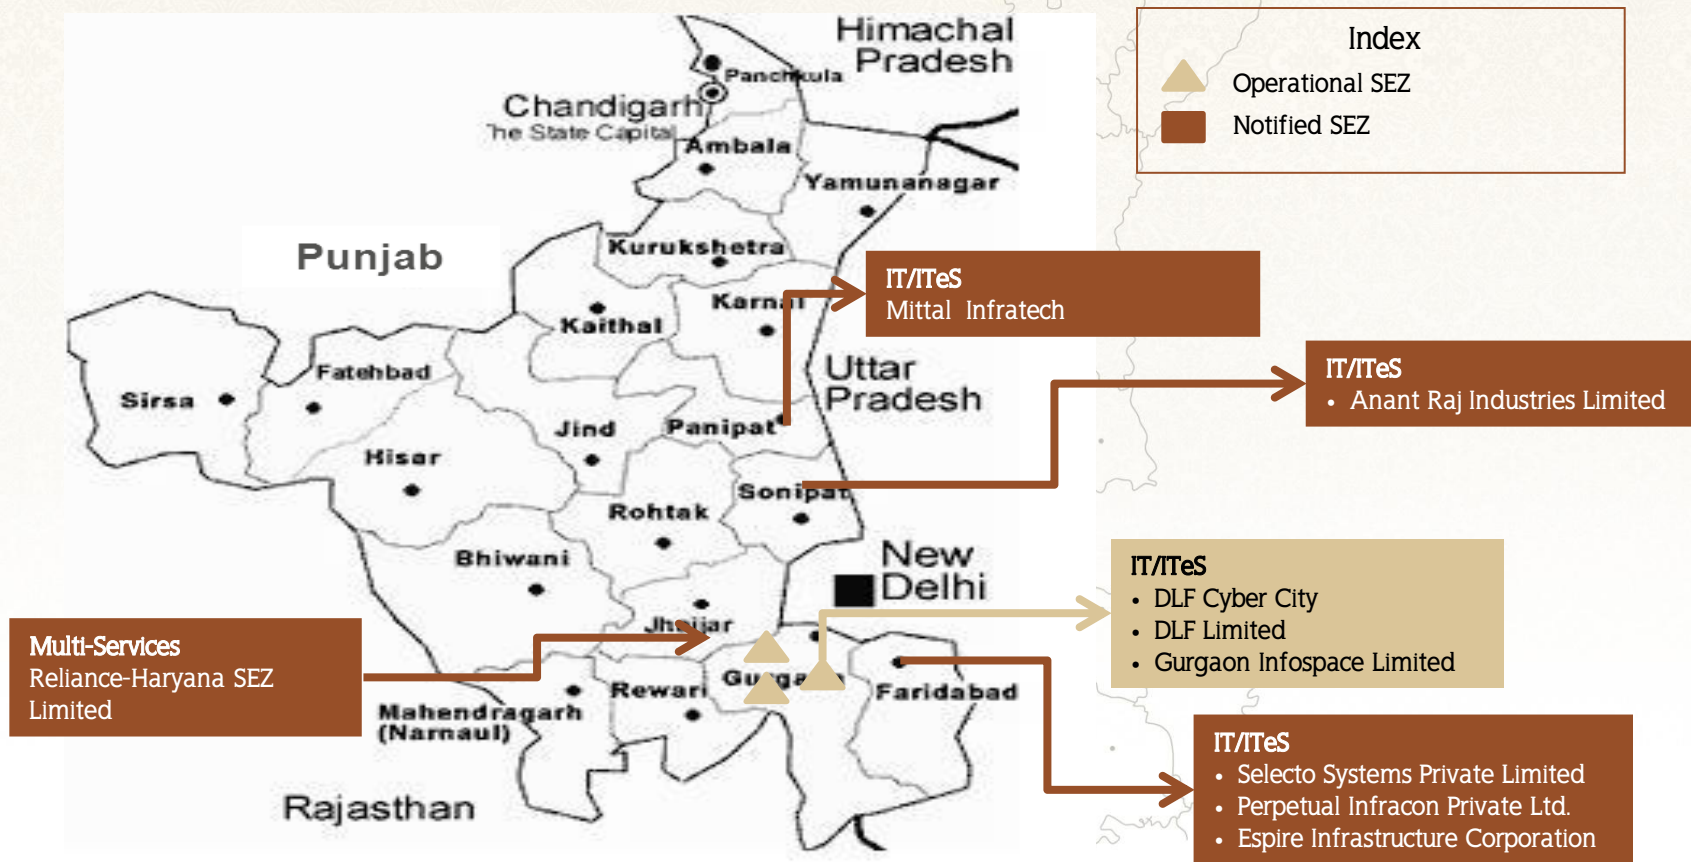 Himachal
Pradesh
Panchkula
Chandigarh
The State Capital
Ambala
Yamunanagar
Index
Operational SEZ
Notified SEZ
Punjab
Kurukshetra
Karnal
Kaithal
IT/ITeS
Mittal Infratech
Uttar
Pradesh
Fatehbad
Sirsa
IT/ITeS
• Anant Raj Industries Limited
Jind
Panipat
Hisar
Sonipat
Rohtak
Bhiwani
New
Delhi
IT/ITeS
• DLF Cyber City
• DLF Limited
• Gurgaon Infospace Limited
Jhajjar
Multi-Services
Reliance-Haryana SEZ
Limited
Gurgaon
Rewari
Faridabad
Mahendragarh
(Narnaul)
IT/ITeS
• Selecto Systems Private Limited
• Perpetual Infracon Private Ltd.
• Espire Infrastructure Corporation
Rajasthan